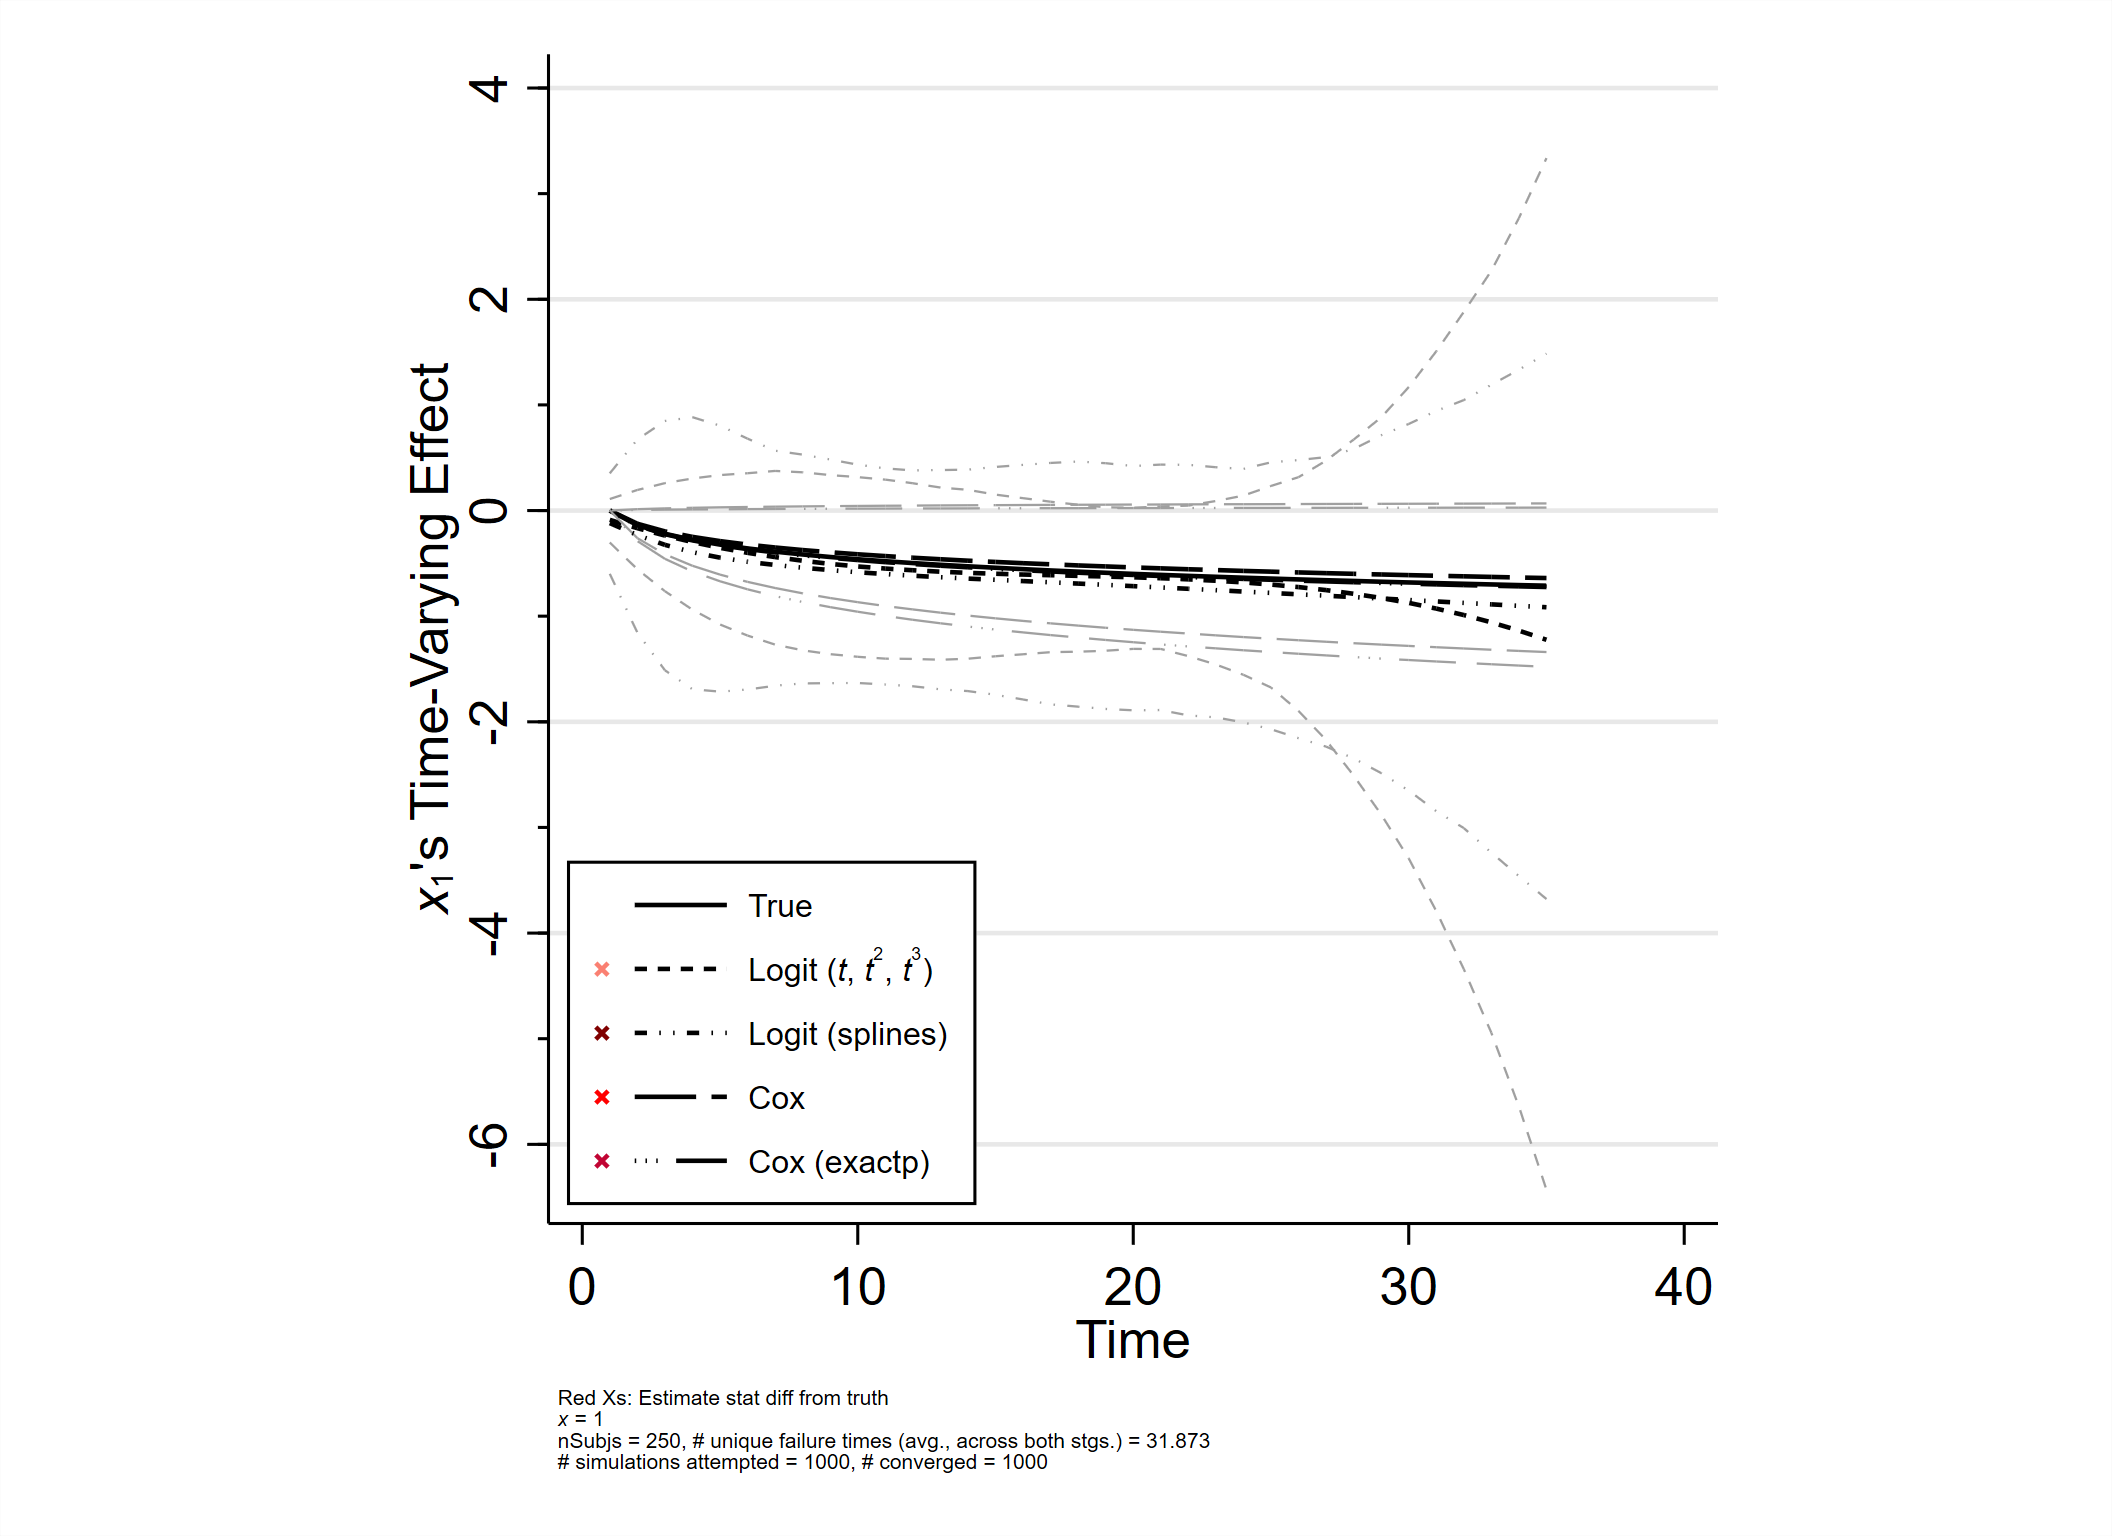 4
2
0
-2
-4
-6
x₁'s Time-Varying Effect
True
Logit (t, t², t³)
Logit (splines)
Cox
Cox (exactp)
0 10 20 30 40
Time
Red Xs: Estimate stat diff from truth
x = 1
nSubjs = 250, # unique failure times (avg., across both stgs.) = 31.873
# simulations attempted = 1000, # converged = 1000